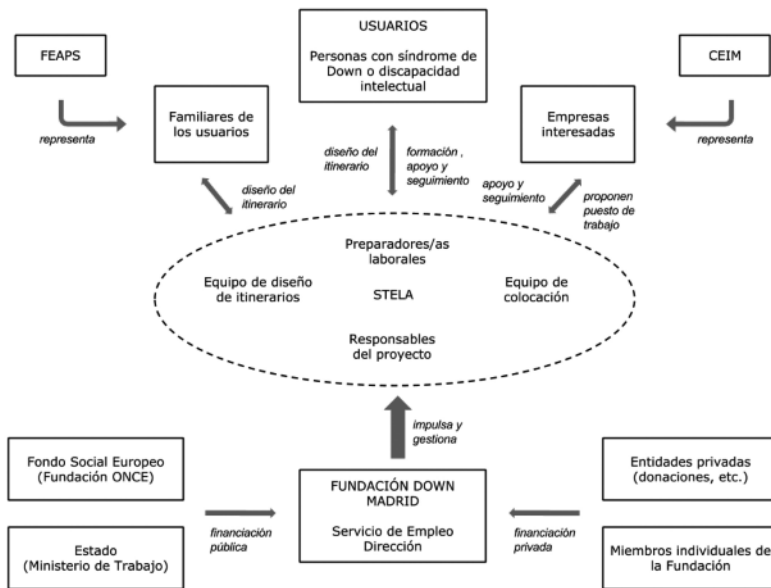 FEAPS
USUARIOS
Personas con síndrome de
Down o discapacidad
intelectual
CEIM
representa
Familiares de
los usuarios
Empresas
interesadas
representa
diseño del
itinerario
diseño del
itinerario
formación ,
apoyo y
seguimiento
apoyo y
seguimiento
proponen
puesto de
trabajo
Preparadores/as
laborales
Equipo de diseño
de itinerarios
STELA
Equipo de
colocación
Responsables
del proyecto
impulsa y
gestiona
Fondo Social Europeo
(Fundación ONCE)
Estado
(Ministerio de Trabajo)
financiación
pública
FUNDACIÓN DOWN
MADRID
Servicio de Empleo
Dirección
financiación
privada
Entidades privadas
(donaciones, etc.)
Miembros individuales de
la Fundación